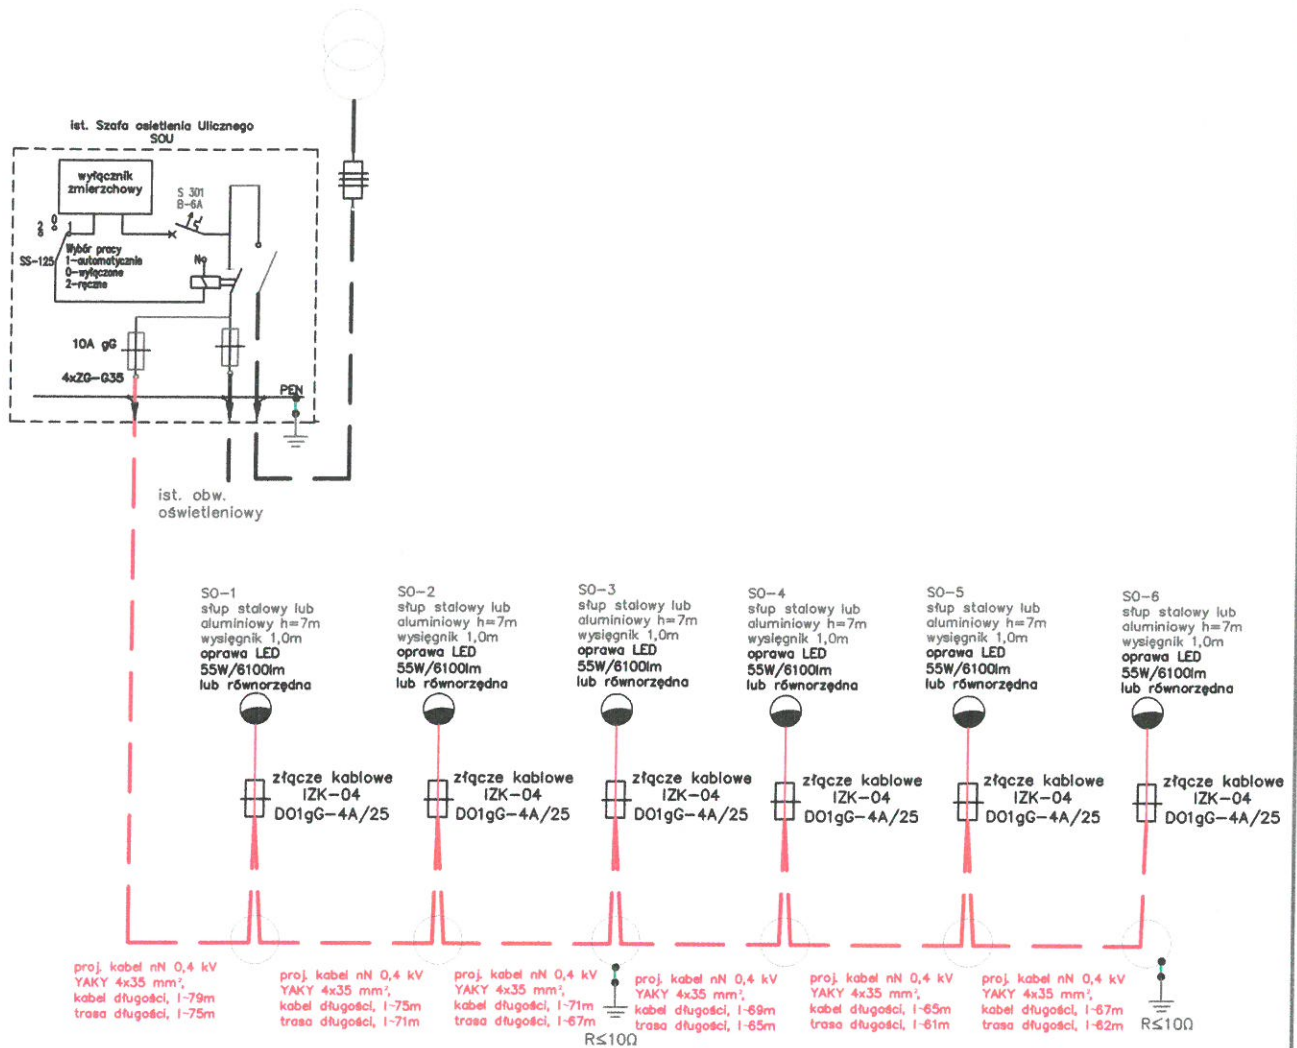 ist. Szafa osietlenia Ulicznego
SOU
wyłącznik
zmierzchowy
S 301
B-6A
0
2
1
SS-125
Wybór pracy
1-automatycznie
0-wyłączone
2-ręczne
N
10A gG
4xZG-G35
PEN
ist. obw.
oświetleniowy
SO-1
słup stalowy lub
aluminiowy h=7m
wysięgnik 1,0m
oprawa LED
55W/6100lm
lub równorzędna
SO-2
słup stalowy lub
aluminiowy h=7m
wysięgnik 1,0m
oprawa LED
55W/6100lm
lub równorzędna
SO-3
słup stalowy lub
aluminiowy h=7m
wysięgnik 1,0m
oprawa LED
55W/6100lm
lub równorzędna
SO-4
słup stalowy lub
aluminiowy h=7m
wysięgnik 1,0m
oprawa LED
55W/6100lm
lub równorzędna
SO-5
słup stalowy lub
aluminiowy h=7m
wysięgnik 1,0m
oprawa LED
55W/6100lm
lub równorzędna
SO-6
słup stalowy lub
aluminiowy h=7m
wysięgnik 1,0m
oprawa LED
55W/6100lm
lub równorzędna
złącze kablowe
IZK-04
DO1gG-4A/25
złącze kablowe
IZK-04
DO1gG-4A/25
złącze kablowe
IZK-04
DO1gG-4A/25
złącze kablowe
IZK-04
DO1gG-4A/25
złącze kablowe
IZK-04
DO1gG-4A/25
złącze kablowe
IZK-04
DO1gG-4A/25
proj. kabel nN 0,4 kV
YAKY 4x35 mm²,
kabel długości, l~79m
trasa długości, l~75m
proj. kabel nN 0,4 kV
YAKY 4x35 mm²,
kabel długości, l~75m
trasa długości, l~71m
proj. kabel nN 0,4 kV
YAKY 4x35 mm²,
kabel długości, l~71m
trasa długości, l~67m
proj. kabel nN 0,4 kV
YAKY 4x35 mm²,
kabel długości, l~69m
trasa długości, l~65m
proj. kabel nN 0,4 kV
YAKY 4x35 mm²,
kabel długości, l~65m
trasa długości, l~61m
proj. kabel nN 0,4 kV
YAKY 4x35 mm²,
kabel długości, l~67m
trasa długości, l~62m
R≤10Ω
R≤10Ω